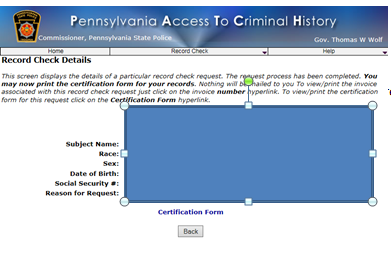 Pennsylvania Access To Criminal History
Commissioner, Pennsylvania State Police
Gov. Thomas W Wolf
Home Record Check Help
Record Check Details
This screen displays the details of a particular record check request. The request process has been completed. You
may now print the certification form for your records. Nothing will be mailed to you To view/print the invoice
associated with this record check request just click on the invoice number hyperlink. To view/print the certification
form for this request click on the Certification Form hyperlink.
Subject Name:
Race:
Sex:
Date of Birth:
Social Security #:
Reason for Request:
Certification Form
Back